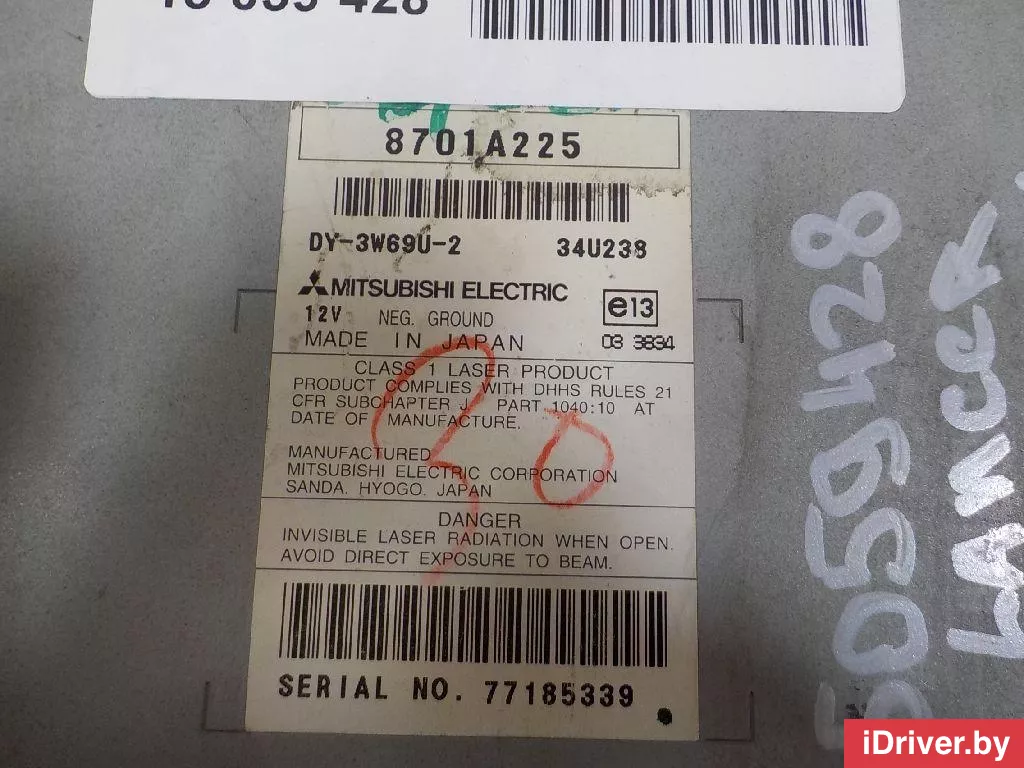 428
8701A225
DY-3W69U-2 34U238
MITSUBISHI ELECTRIC
e13
12V NEG. GROUND
MADE IN JAPAN 03 3834
CLASS 1 LASER PRODUCT
PRODUCT COMPLIES WITH DHHS RULES 21
CFR SUBCHAPTER J, PART 1040:10 AT
DATE OF MANUFACTURE.
MANUFACTURED
MITSUBISHI ELECTRIC CORPORATION
SANDA. HYOGO. JAPAN
DANGER
INVISIBLE LASER RADIATION WHEN OPEN.
AVOID DIRECT EXPOSURE TO BEAM.
SERIAL NO. 77185339
5059428
iDriver.by